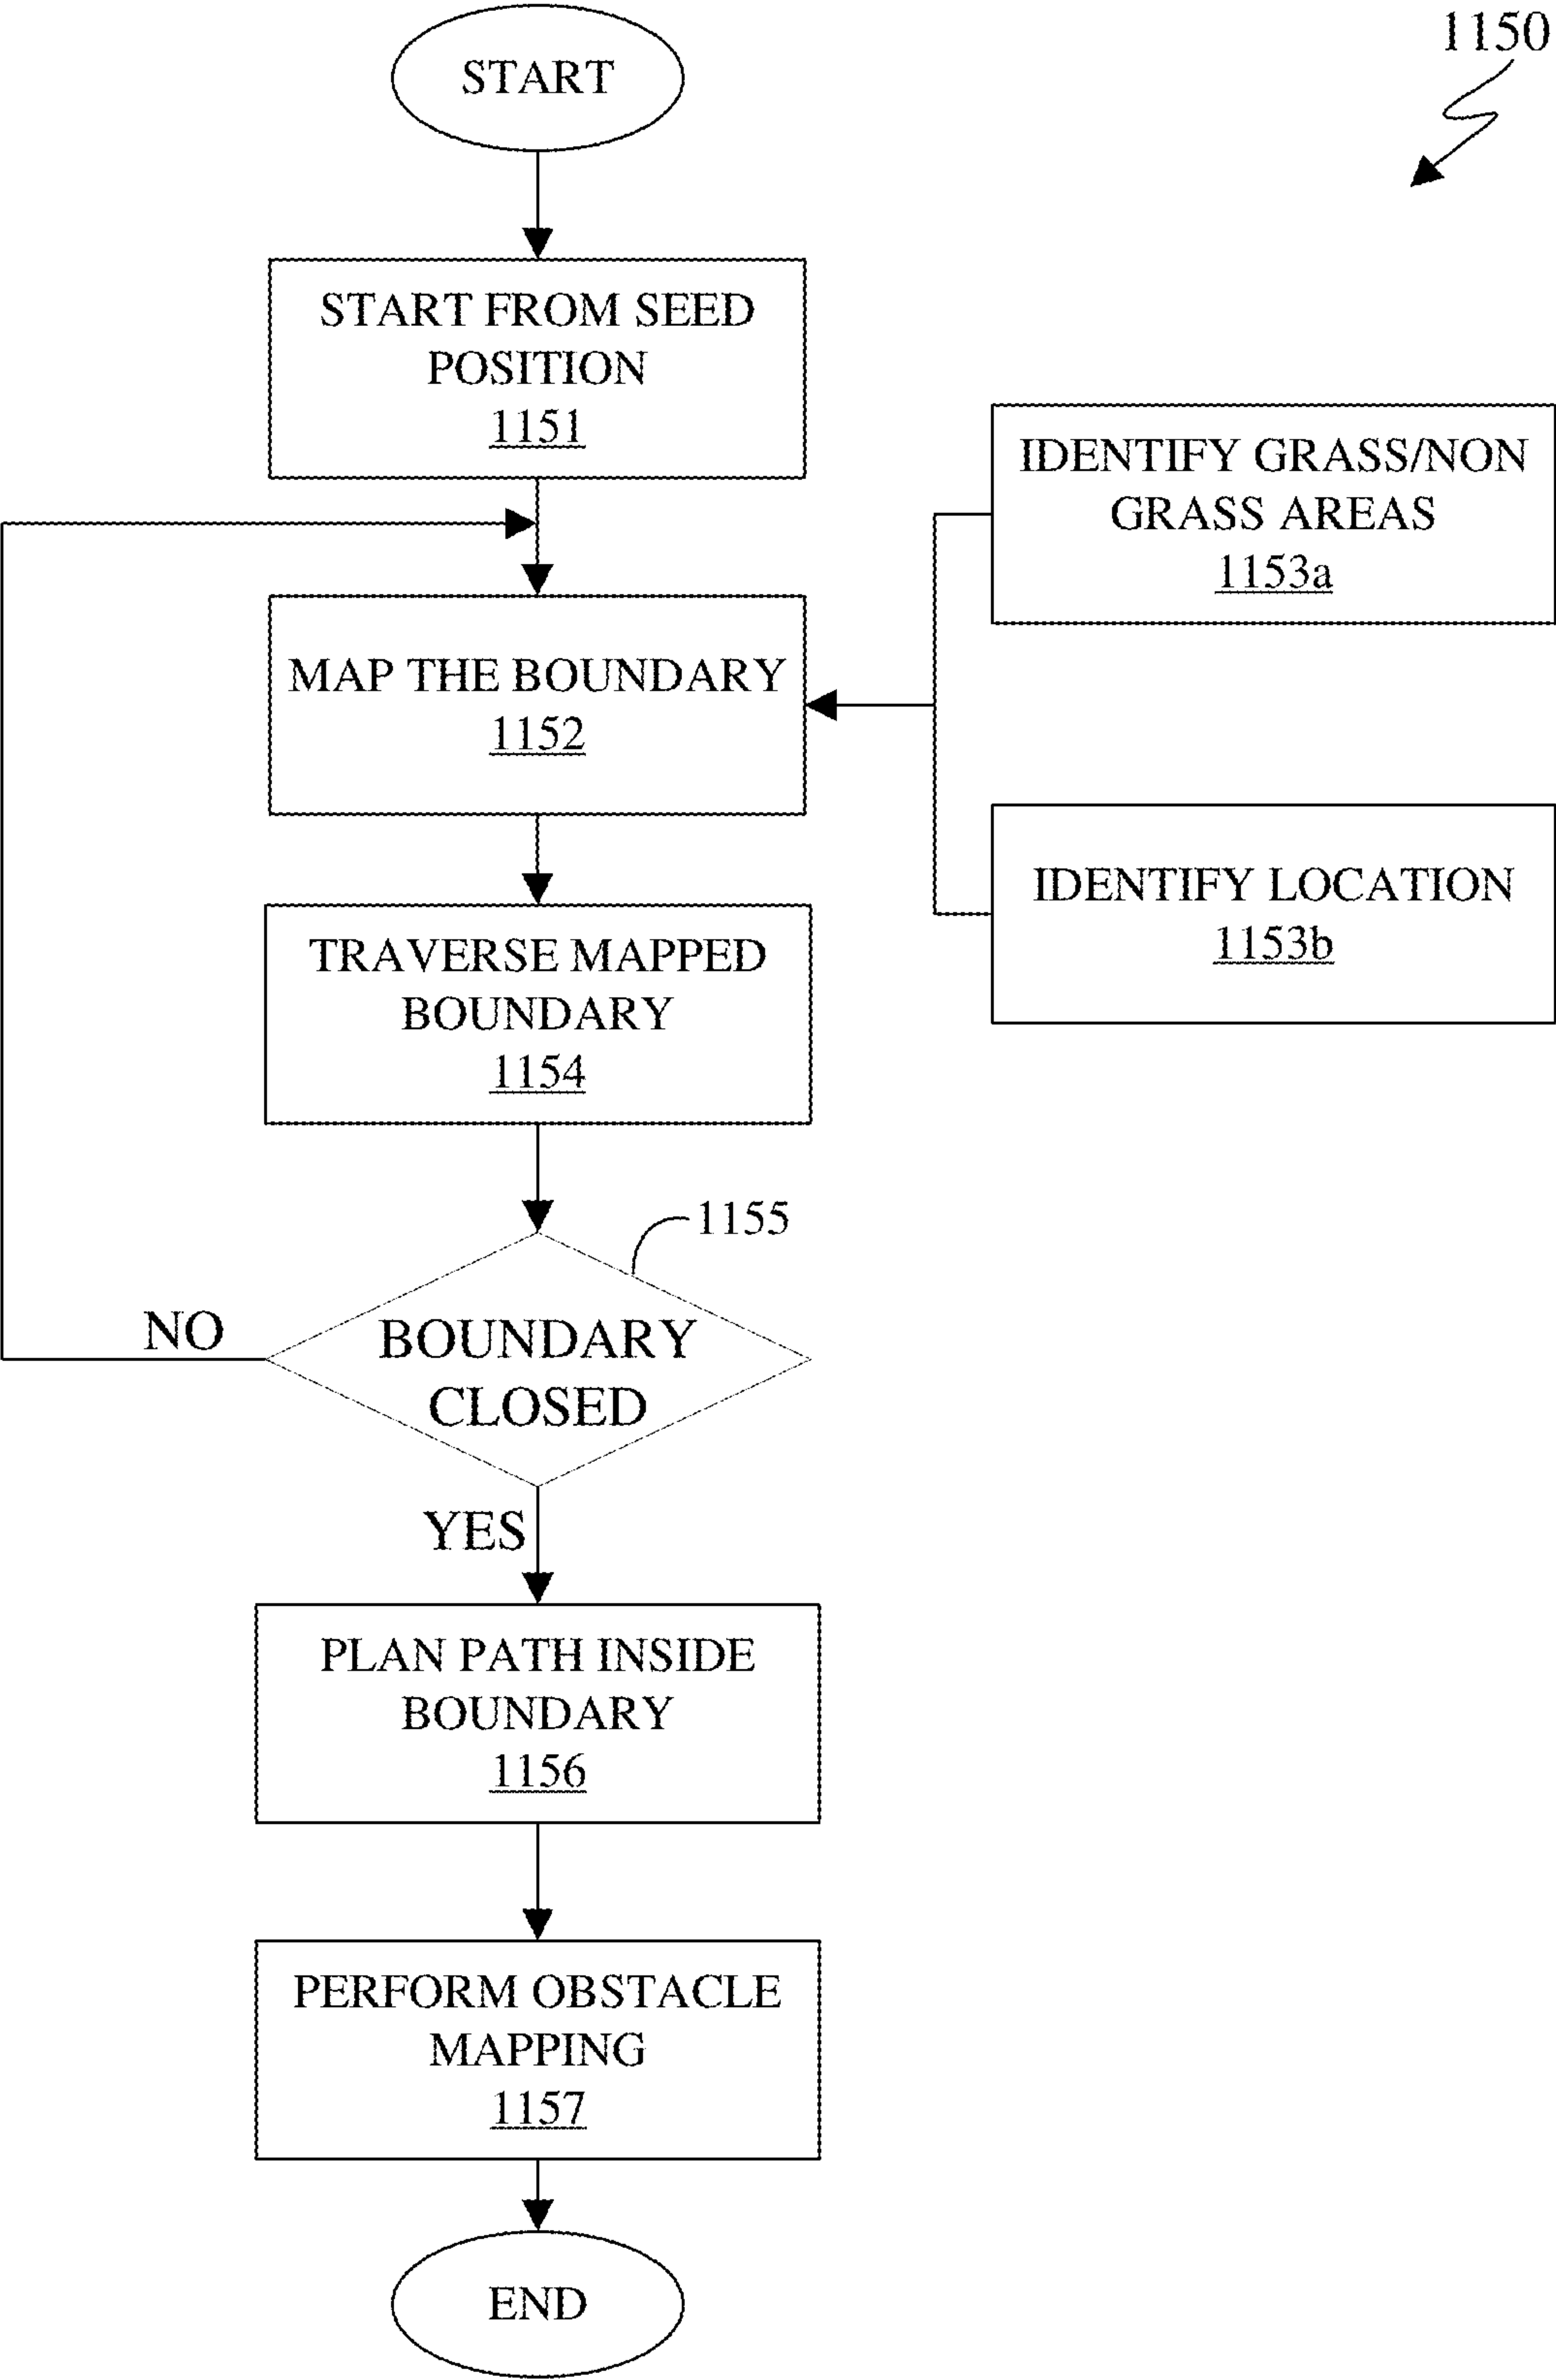 1150
START
START FROM SEED
POSITION
1151
IDENTIFY GRASS/NON
GRASS AREAS
1153a
MAP THE BOUNDARY
1152
IDENTIFY LOCATION
1153b
TRAVERSE MAPPED
BOUNDARY
1154
1155
NO
BOUNDARY
CLOSED
YES
PLAN PATH INSIDE
BOUNDARY
1156
PERFORM OBSTACLE
MAPPING
1157
END